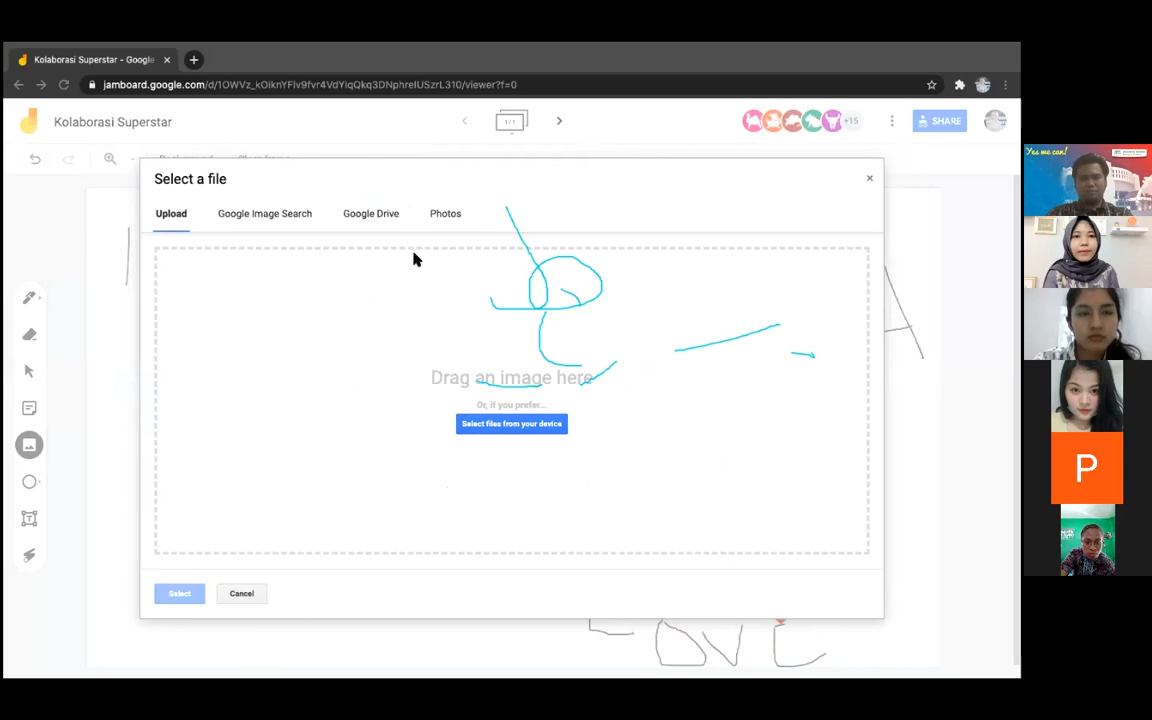 Kolaborasi Superstar - Google
jamboard.google.com/d/1OWVz_kOiknYFlv9fvr4VdYiqQkq3DNphreIUSzrL310/viewer?f=0
Kolaborasi Superstar
1/1
+15
SHARE
Select a file
Upload
Google Image Search
Google Drive
Photos
Drag an image here
Or, if you prefer...
Select files from your device
Select
Cancel
LOVE
A
Yes we can!
P